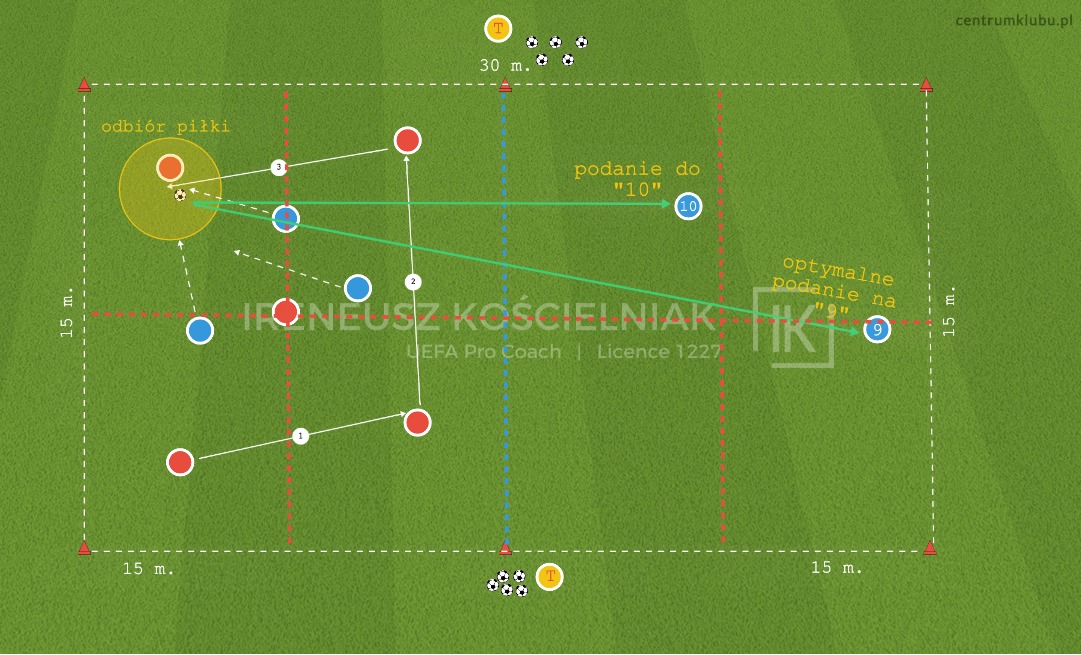 centrumklubu.pl
T
30 m.
odbiór piłki
3
podanie do
"10"
10
optymalne
podanie na
"9"
2
15 m.
IRENEUSZ KOŚCIELNIAK
IK
9
15 m.
UEFA Pro Coach | Licence 1227
1
15 m.
T
15 m.